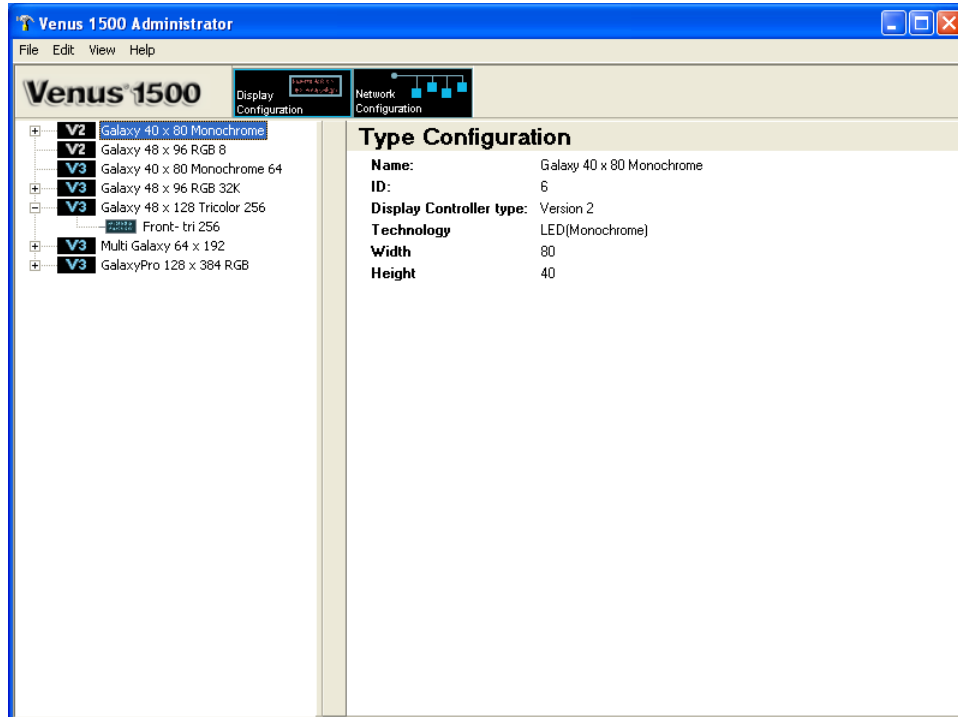 Venus 1500 Administrator
File Edit View Help
Venus 1500
Display Configuration
Network Configuration
V2 Galaxy 40 x 80 Monochrome
V2 Galaxy 48 x 96 RGB 8
V3 Galaxy 40 x 80 Monochrome 64
V3 Galaxy 48 x 96 RGB 32K
V3 Galaxy 48 x 128 Tricolor 256
Front- tri 256
V3 Multi Galaxy 64 x 192
V3 GalaxyPro 128 x 384 RGB
Type Configuration
Name: Galaxy 40 x 80 Monochrome
ID: 6
Display Controller type: Version 2
Technology LED(Monochrome)
Width 80
Height 40